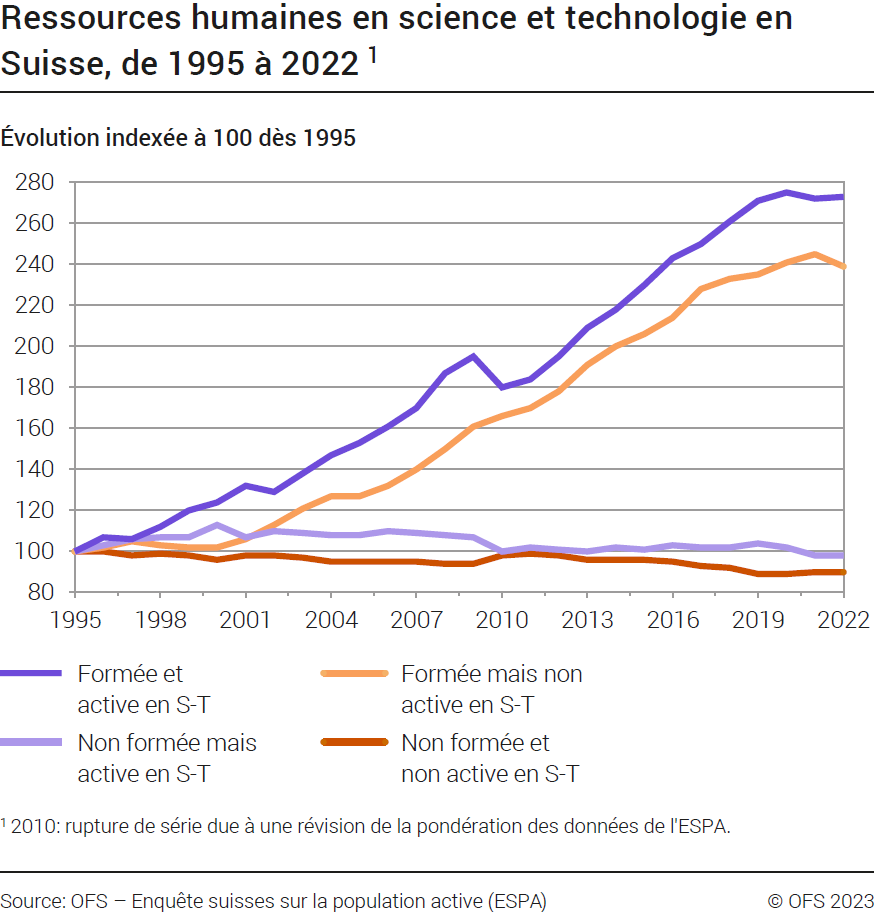 Ressources humaines en science et technologie en
Suisse, de 1995 à 2022 ¹
Évolution indexée à 100 dès 1995
280
260
240
220
200
180
160
140
120
100
80
1995 1998 2001 2004 2007 2010 2013 2016 2019 2022
Formée et
active en S-T
Formée mais non
active en S-T
Non formée mais
active en S-T
Non formée et
non active en S-T
¹ 2010: rupture de série due à une révision de la pondération des données de l'ESPA.
Source: OFS – Enquête suisses sur la population active (ESPA) © OFS 2023